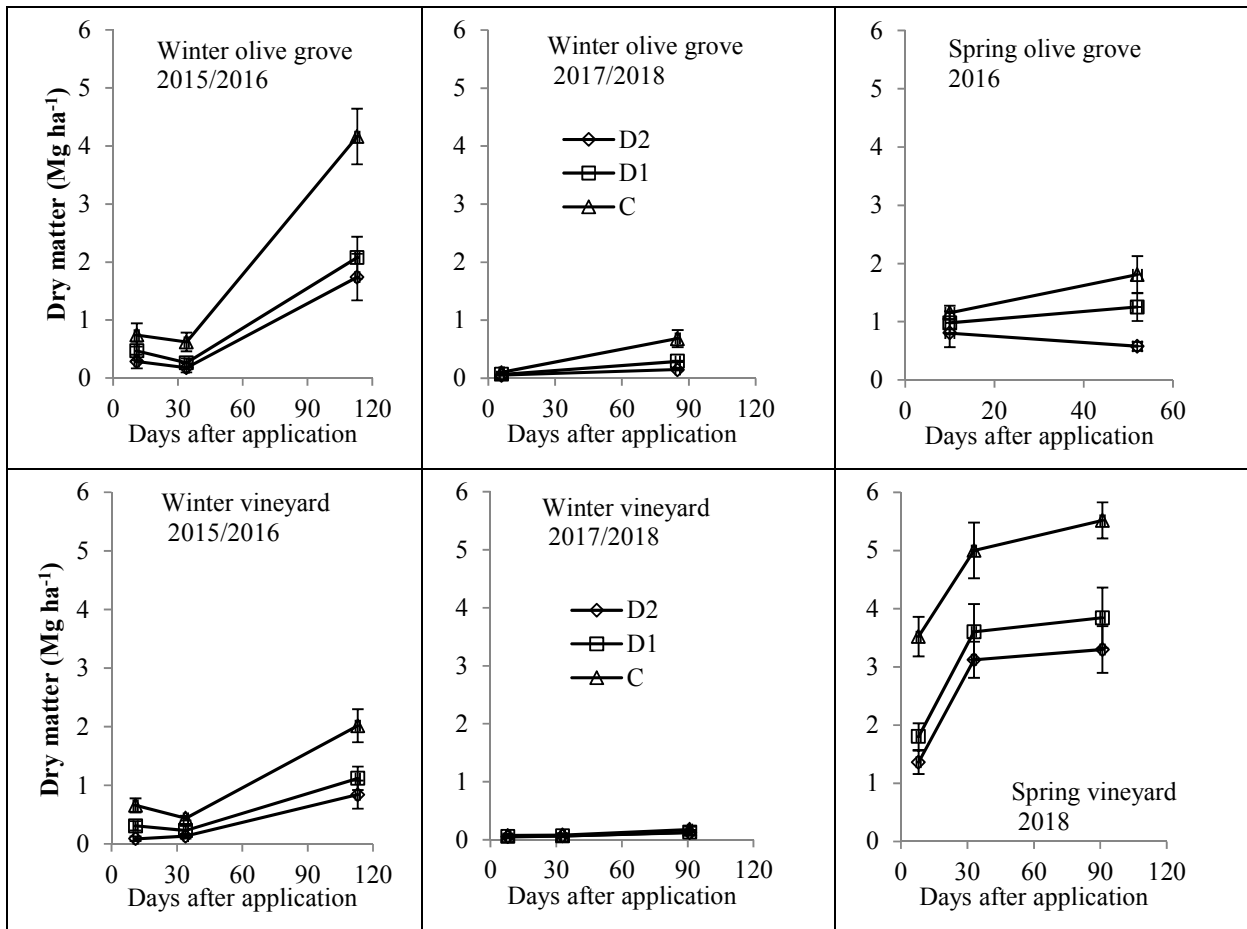 Winter olive grove
2015/2016
Dry matter (Mg ha⁻¹)
6
5
4
3
2
1
0
0 30 60 90 120
Days after application
Winter olive grove
2017/2018
D2
D1
C
6
5
4
3
2
1
0
0 30 60 90 120
Days after application
Spring olive grove
2016
6
5
4
3
2
1
0
0 20 40 60
Days after application
Winter vineyard
2015/2016
Dry matter (Mg ha⁻¹)
6
5
4
3
2
1
0
0 30 60 90 120
Days after application
Winter vineyard
2017/2018
D2
D1
C
6
5
4
3
2
1
0
0 30 60 90 120
Days after application
6
5
4
3
2
1
0
Spring vineyard
2018
0 30 60 90 120
Days after application